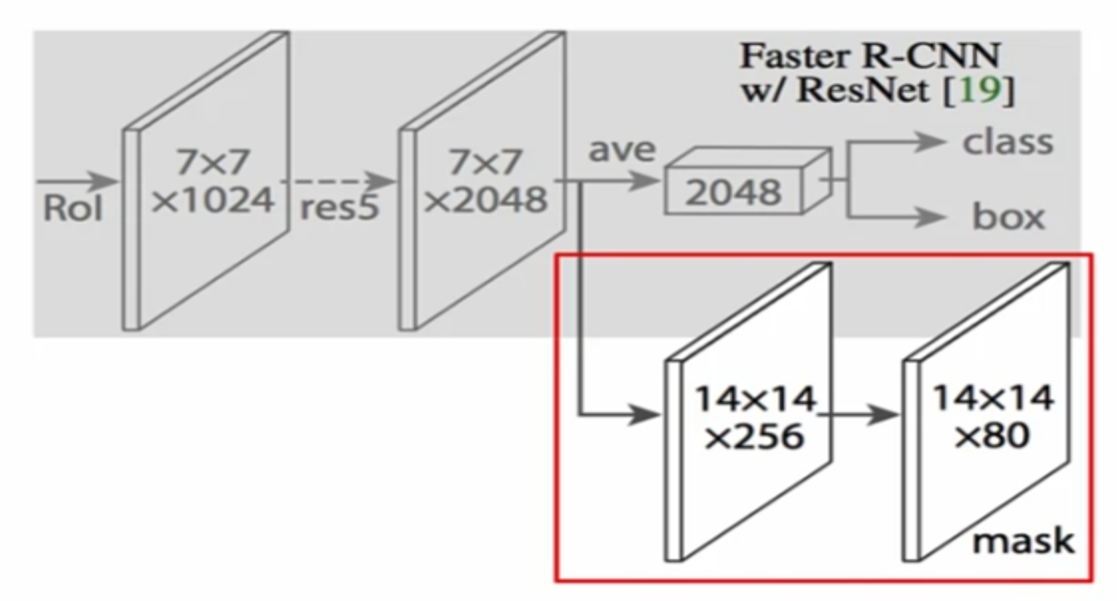 Faster R-CNN
w/ ResNet [19]
RoI
7×7
×1024
res5
7×7
×2048
ave
2048
class
box
14×14
×256
14×14
×80
mask